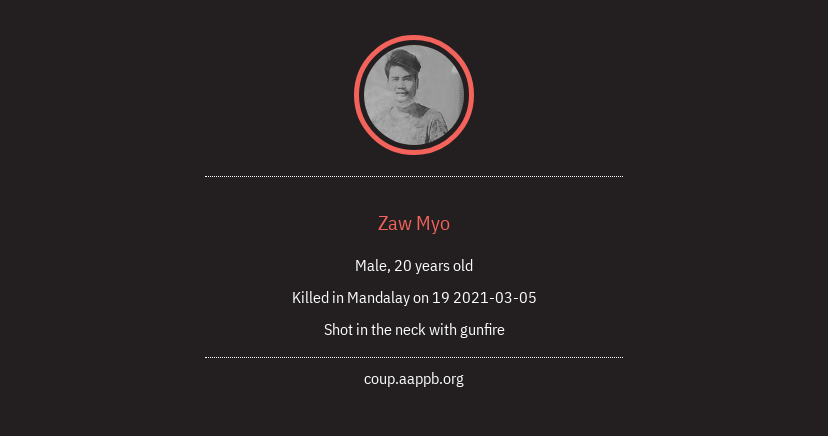 Zaw Myo
Male, 20 years old
Killed in Mandalay on 19 2021-03-05
Shot in the neck with gunfire
coup.aappb.org